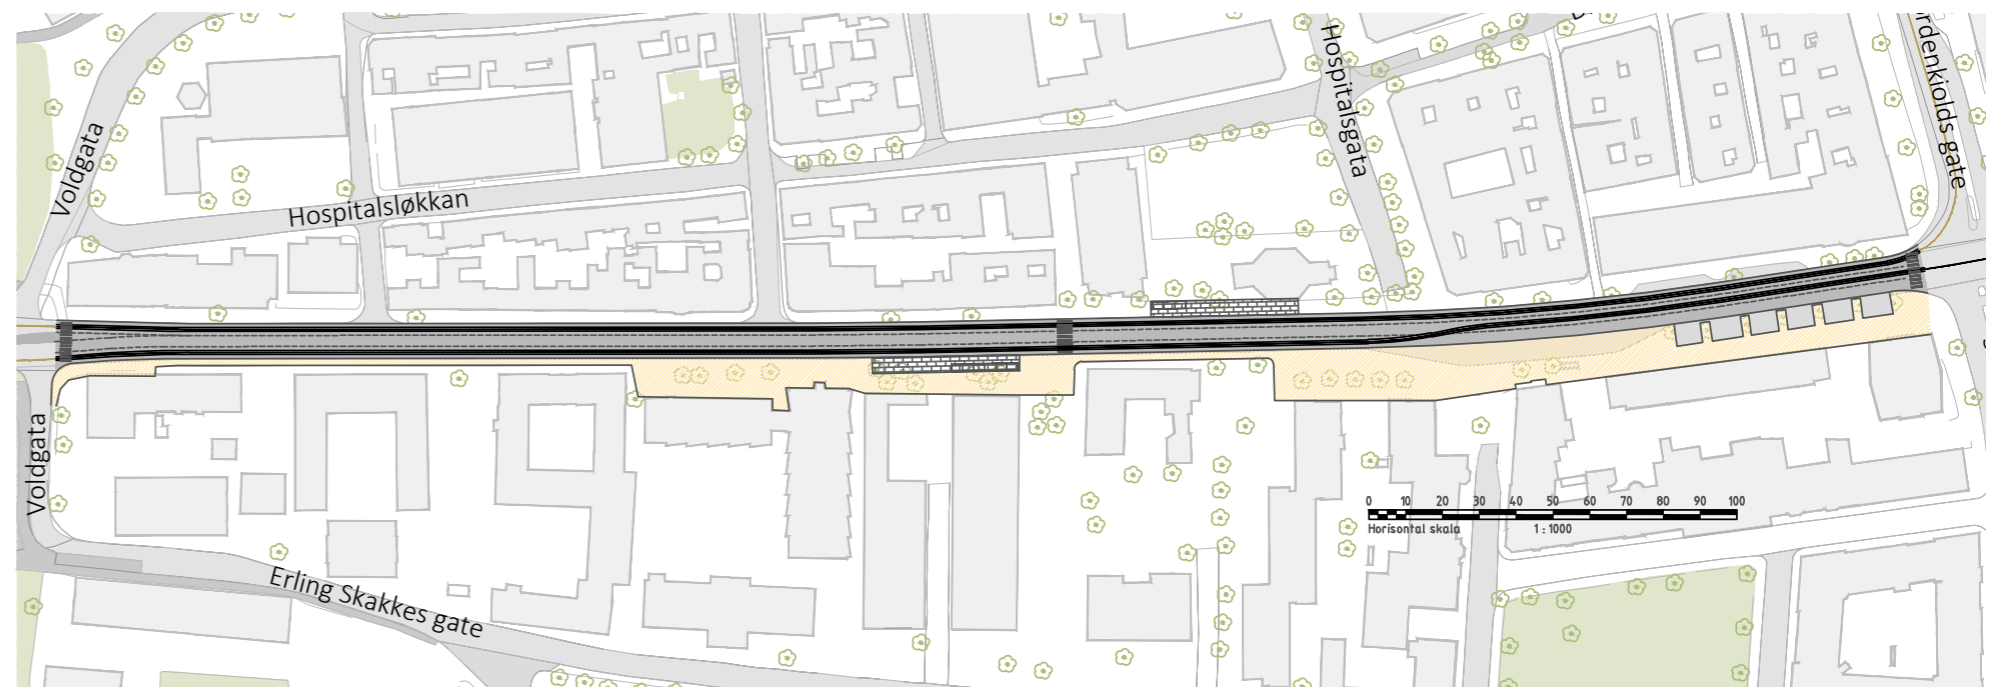 Hospitalsgata
rdenkiolds gate
Voldgata
Hospitalsløkkan
Voldgata
0 10 20 30 40 50 60 70 80 90 100
Horisontal skala 1 : 1000
Erling Skakkes gate